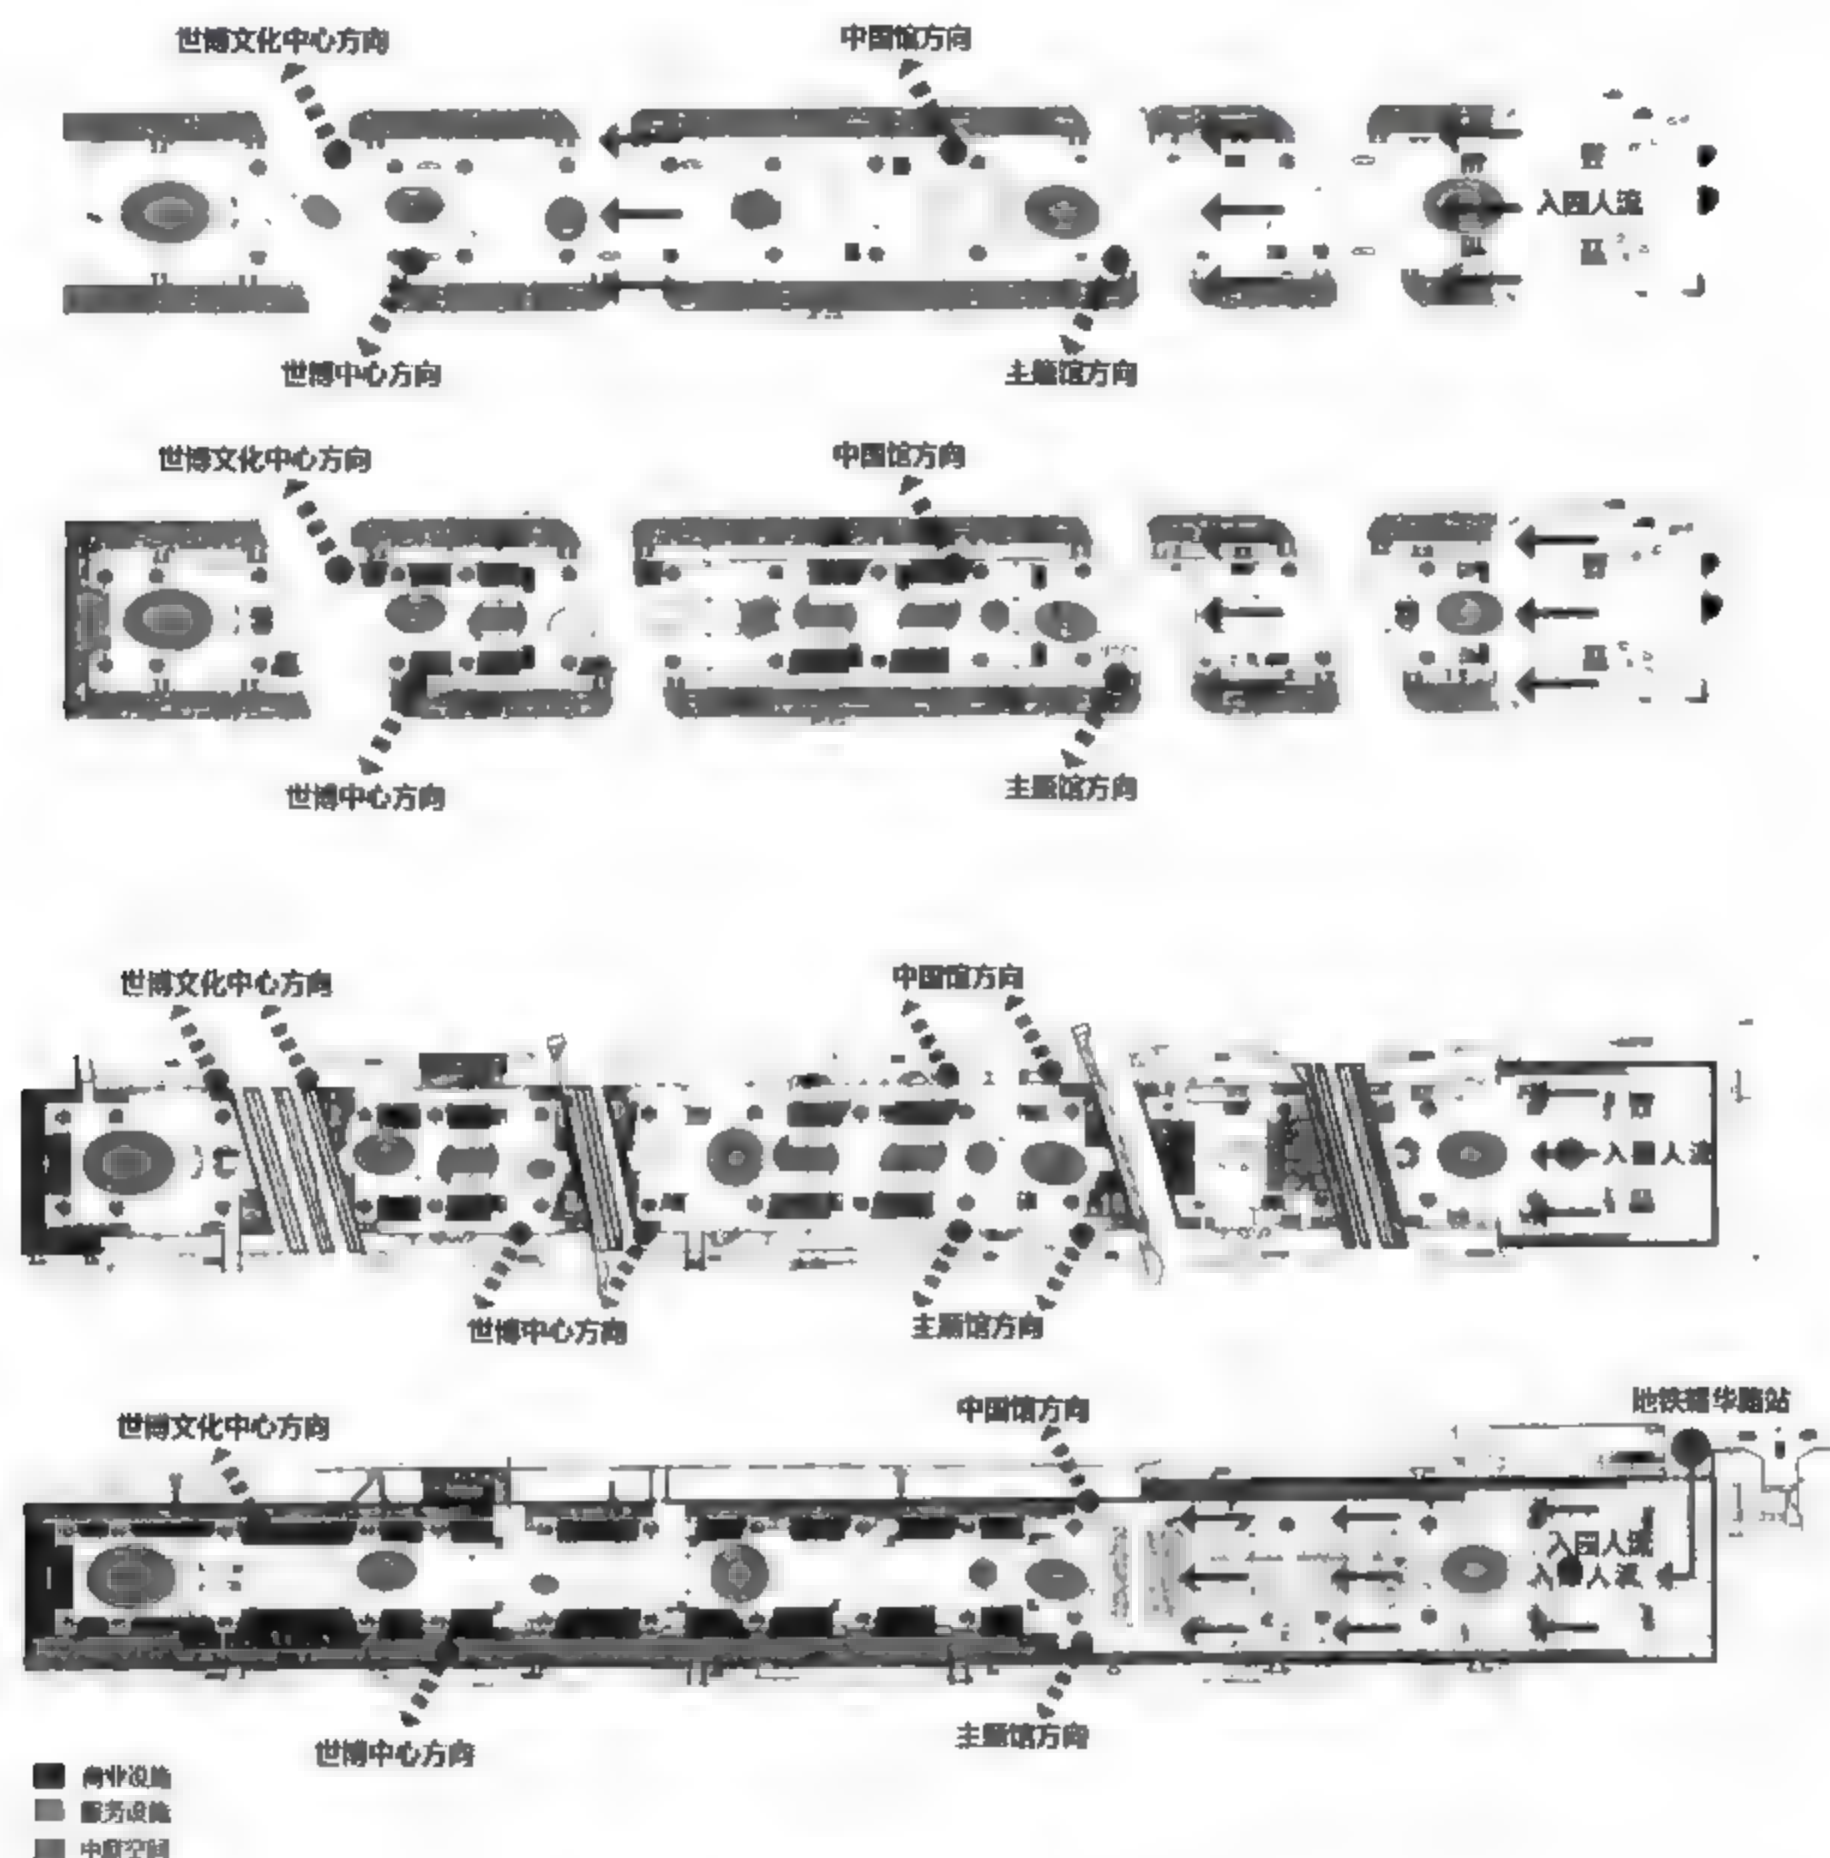 世博文化中心方向
中国馆方向
入园人流
世博中心方向
主题馆方向
世博文化中心方向
中国馆方向
世博中心方向
主题馆方向
世博文化中心方向
中国馆方向
入园人流
世博中心方向
主题馆方向
中国馆方向
地铁耀华路站
世博文化中心方向
入园人流
入园人流
世博中心方向
主题馆方向
商业设施
服务设施
中庭空间